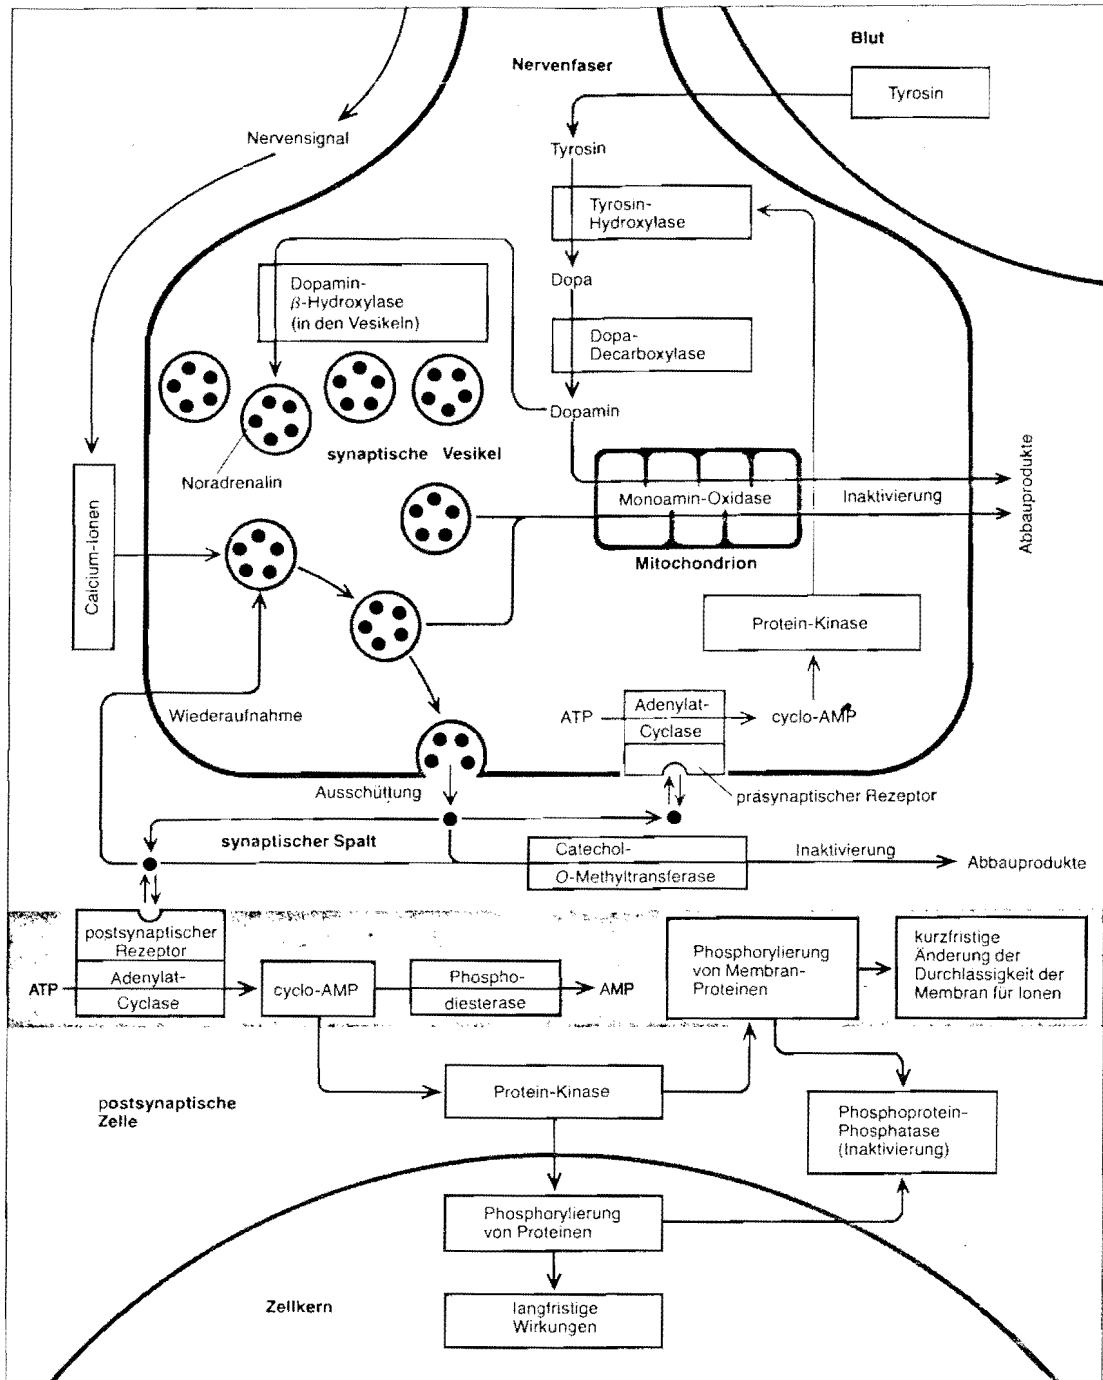 Blut
Nervenfaser
Tyrosin
Nervensignal
Tyrosin
Tyrosin-
Hydroxylase
Dopamin-
β-Hydroxylase
(in den Vesikeln)
Dopa
Dopa-
Decarboxylase
Dopamin
synaptische Vesikel
Noradrenalin
Monoamin-Oxidase
Inaktivierung
Abbauprodukte
Mitochondrion
Calcium-Ionen
Protein-Kinase
Wiederaufnahme
ATP
Adenylat-
Cyclase
cyclo-AMP
Ausschüttung
präsynaptischer Rezeptor
synaptischer Spalt
Catechol-
O-Methyltransferase
Inaktivierung
Abbauprodukte
postsynaptischer
Rezeptor
ATP
Adenylat-
Cyclase
cyclo-AMP
Phospho-
diesterase
AMP
Phosphorylierung
von Membran-
Proteinen
kurzfristige
Änderung der
Durchlässigkeit der
Membran für Ionen
postsynaptische
Zelle
Protein-Kinase
Phosphoprotein-
Phosphatase
(Inaktivierung)
Phosphorylierung
von Proteinen
Zellkern
langfristige
Wirkungen